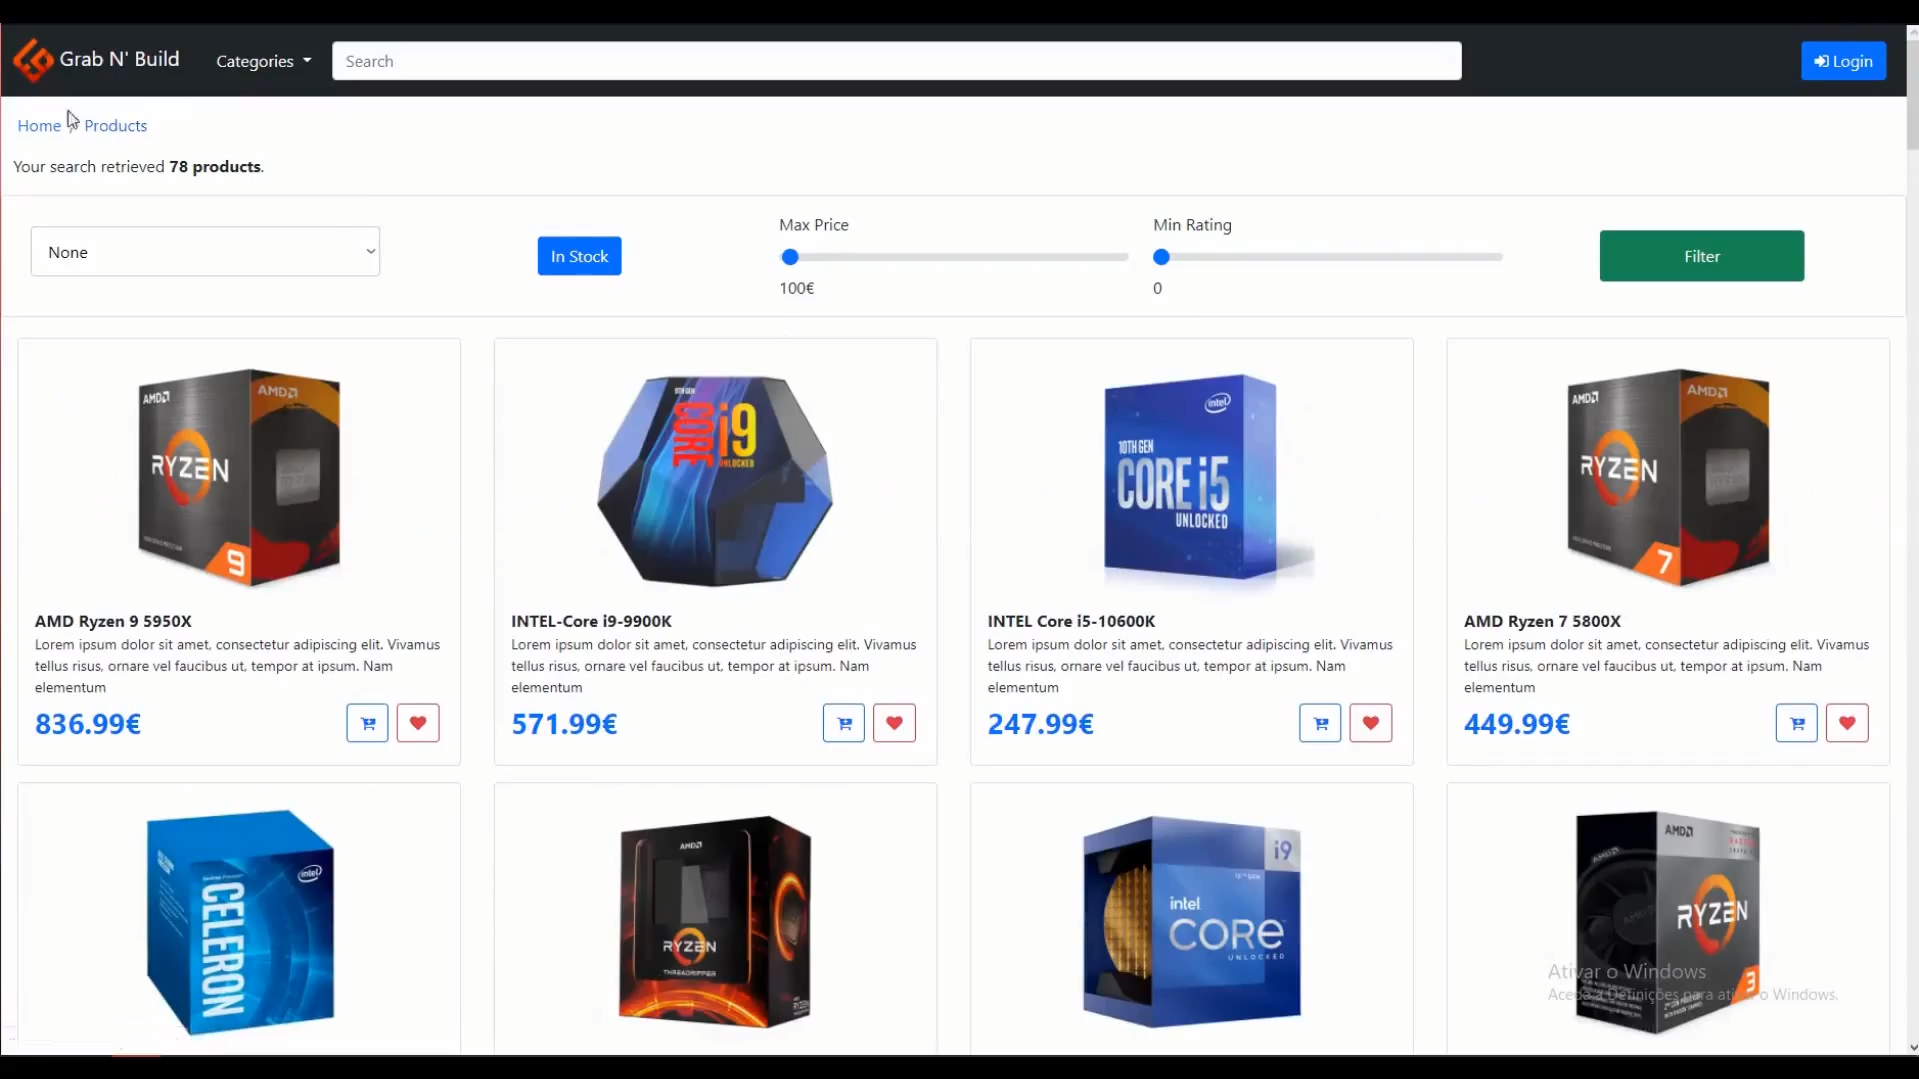 Grab N' Build
Categories
Search
Login
Home
Products
Your search retrieved 78 products.
None
In Stock
Max Price
100€
Min Rating
0
Filter
AMD
AMD
RYZEN
9
9TH GEN
CORE i9
UNLOCKED
intel
10TH GEN
CORE i5
UNLOCKED
AMD
AMD
RYZEN
7
AMD Ryzen 9 5950X
Lorem ipsum dolor sit amet, consectetur adipiscing elit. Vivamus
tellus risus, ornare vel faucibus ut, tempor at ipsum. Nam
elementum
836.99€
INTEL-Core i9-9900K
Lorem ipsum dolor sit amet, consectetur adipiscing elit. Vivamus
tellus risus, ornare vel faucibus ut, tempor at ipsum. Nam
elementum
571.99€
INTEL Core i5-10600K
Lorem ipsum dolor sit amet, consectetur adipiscing elit. Vivamus
tellus risus, ornare vel faucibus ut, tempor at ipsum. Nam
elementum
247.99€
AMD Ryzen 7 5800X
Lorem ipsum dolor sit amet, consectetur adipiscing elit. Vivamus
tellus risus, ornare vel faucibus ut, tempor at ipsum. Nam
elementum
449.99€
intel
CELERON
AMD
RYZEN
THREADRIPPER
i9
intel
CORE
UNLOCKED
AMD
AMD
RYZEN
3
Ativar o Windows
Aceda a Definições para ativar o Windows.